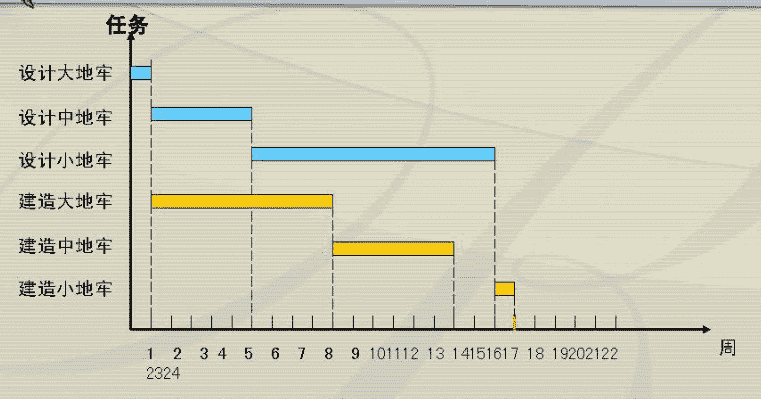 任务
设计大地牢
设计中地牢
设计小地牢
建造大地牢
建造中地牢
建造小地牢
1 2 3 4 5 6 7 8 9 101112 13 14151617 18 19202122
周
2324